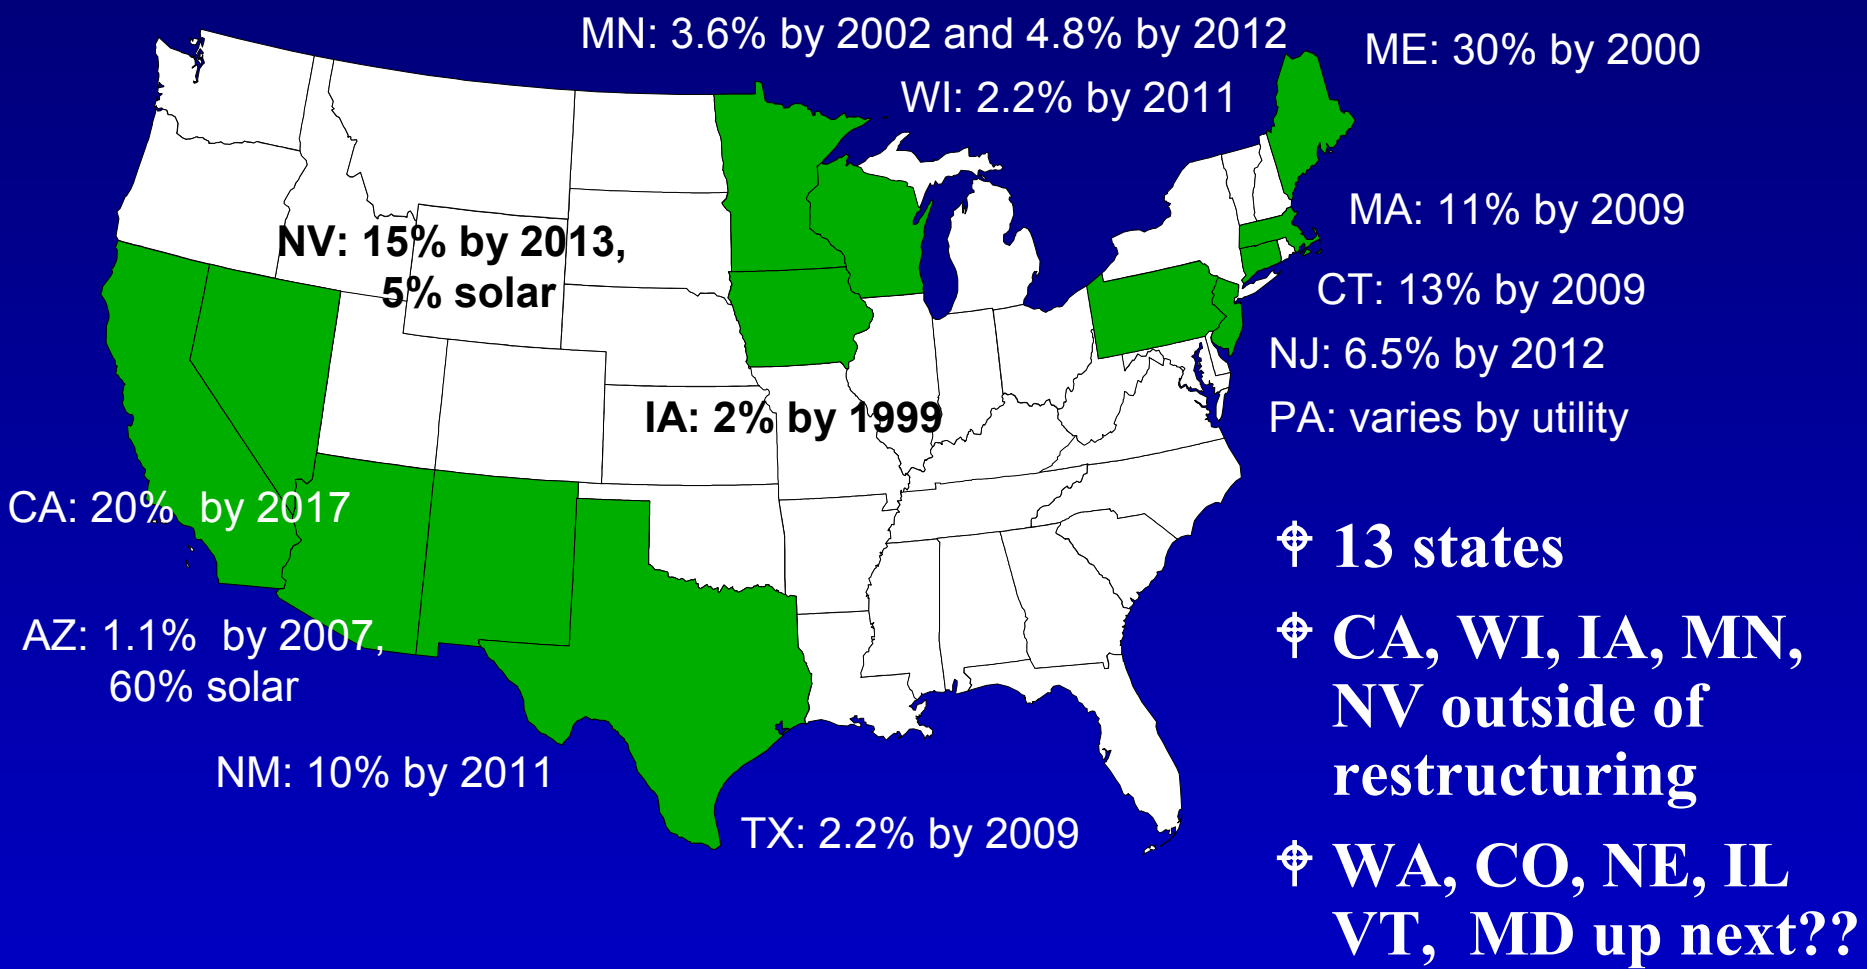 MN: 3.6% by 2002 and 4.8% by 2012
ME: 30% by 2000
WI: 2.2% by 2011
MA: 11% by 2009
NV: 15% by 2013,
5% solar
CT: 13% by 2009
NJ: 6.5% by 2012
IA: 2% by 1999
PA: varies by utility
CA: 20% by 2017
AZ: 1.1% by 2007,
60% solar
NM: 10% by 2011
TX: 2.2% by 2009
13 states
CA, WI, IA, MN,
NV outside of
restructuring
WA, CO, NE, IL
VT, MD up next??